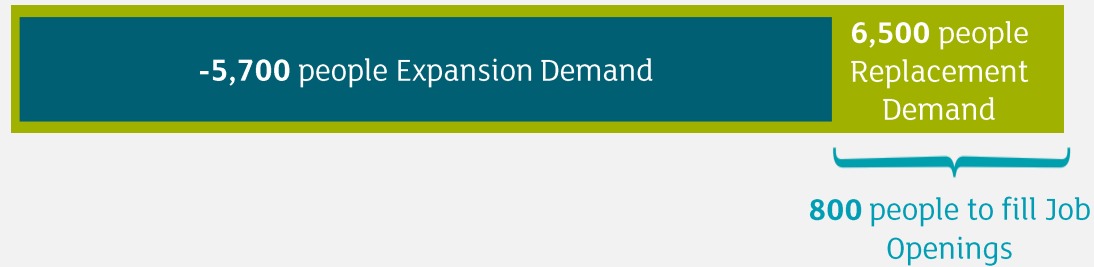 -5,700 people Expansion Demand
6,500 people
Replacement
Demand
800 people to fill Job
Openings